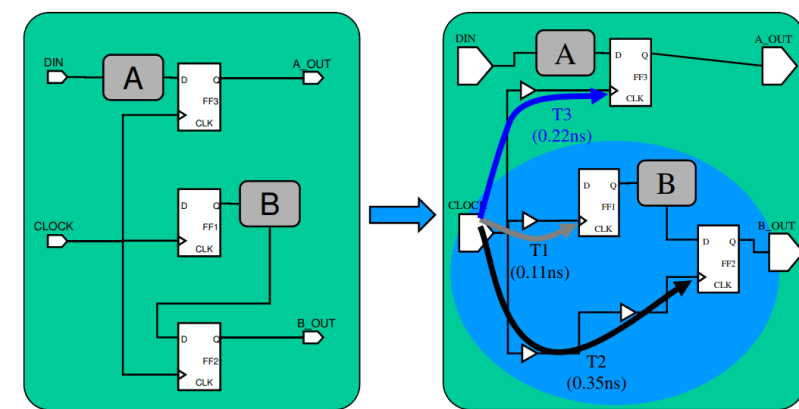 DIN
A
D
Q
FF3
CLK
A_OUT
CLOCK
D
Q
FF1
CLK
B
D
Q
FF2
CLK
B_OUT
DIN
A
D
Q
FF3
CLK
A_OUT
T3
(0.22ns)
CLOCK
D
Q
FF1
CLK
B
T1
(0.11ns)
D
Q
FF2
CLK
B_OUT
T2
(0.35ns)